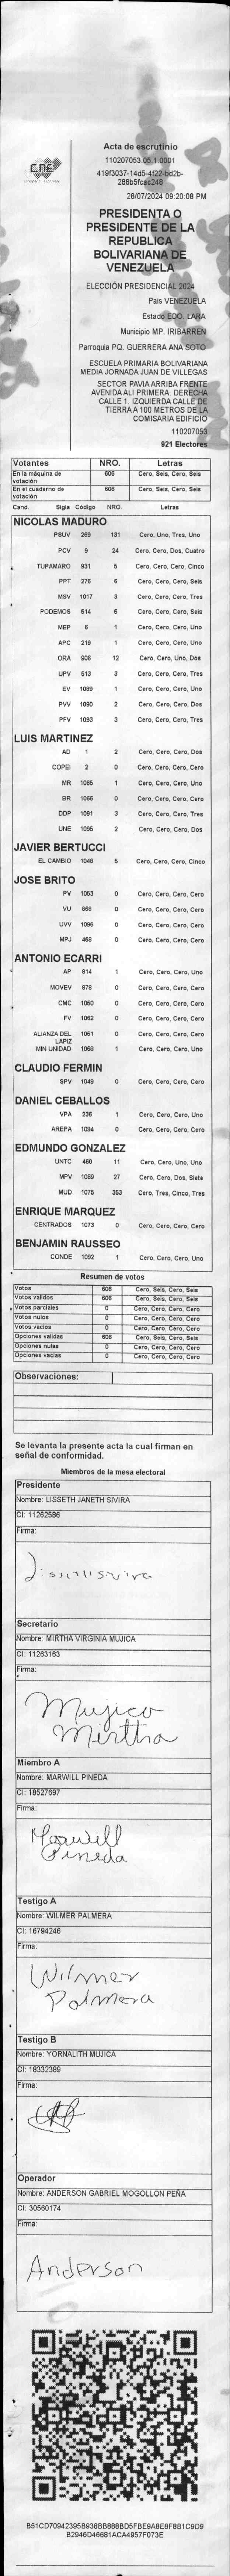 CNE
Acta de escrutinio
110207053.05.1.0001
28/07/2024 09:20:08 PM
PRESIDENTA O
PRESIDENTE DE LA
REPUBLICA
BOLIVARIANA DE
VENEZUELA
ELECCIÓN PRESIDENCIAL 2024
Pais VENEZUELA
Estado EDO. LARA
Municipio MP. IRIBARREN
Parroquia PQ. GUERRERA ANA SOTO
ESCUELA PRIMARIA BOLIVARIANA
MEDIA JORNADA JUAN DE VILLEGAS
SECTOR PAVIA ARRIBA FRENTE
AVENIDA ALI PRIMERA. DERECHA
CALLE 1. IZQUIERDA CALLE DE
TIERRA A 100 METROS DE LA
COMISARIA EDIFICIO
110207053
921 Electores
Votantes NRO. Letras
En la máquina de votación 606 Cero, Seis, Cero, Seis
En el cuaderno de votación 606 Cero, Seis, Cero, Seis
Cand. Sigla Código NRO. Letras
NICOLAS MADURO
PSUV 269 131 Cero, Uno, Tres, Uno
PCV 9 24 Cero, Cero, Dos, Cuatro
TUPAMARO 931 5 Cero, Cero, Cero, Cinco
PPT 276 6 Cero, Cero, Cero, Seis
MSV 1017 3 Cero, Cero, Cero, Tres
PODEMOS 514 6 Cero, Cero, Cero, Seis
MEP 6 1 Cero, Cero, Cero, Uno
APC 219 1 Cero, Cero, Cero, Uno
ORA 906 12 Cero, Cero, Uno, Dos
UPV 513 3 Cero, Cero, Cero, Tres
EV 1089 1 Cero, Cero, Cero, Uno
PVV 1090 2 Cero, Cero, Cero, Dos
PFV 1093 3 Cero, Cero, Cero, Tres
LUIS MARTINEZ
AD 1 2 Cero, Cero, Cero, Dos
COPEI 2 0 Cero, Cero, Cero, Cero
MR 1065 1 Cero, Cero, Cero, Uno
BR 1066 0 Cero, Cero, Cero, Cero
DDP 1091 3 Cero, Cero, Cero, Tres
UNE 1095 2 Cero, Cero, Cero, Dos
JAVIER BERTUCCI
EL CAMBIO 1048 5 Cero, Cero, Cero, Cinco
JOSE BRITO
PV 1053 0 Cero, Cero, Cero, Cero
VU 868 0 Cero, Cero, Cero, Cero
UVV 1096 0 Cero, Cero, Cero, Cero
MPJ 458 0 Cero, Cero, Cero, Cero
ANTONIO ECARRI
AP 814 1 Cero, Cero, Cero, Uno
MOVEV 878 0 Cero, Cero, Cero, Cero
CMC 1050 0 Cero, Cero, Cero, Cero
FV 1052 0 Cero, Cero, Cero, Cero
ALIANZA DEL LAPIZ 1051 0 Cero, Cero, Cero, Cero
MIN UNIDAD 1068 1 Cero, Cero, Cero, Uno
CLAUDIO FERMIN
SPV 1049 0 Cero, Cero, Cero, Cero
DANIEL CEBALLOS
VPA 236 1 Cero, Cero, Cero, Uno
AREPA 1094 0 Cero, Cero, Cero, Cero
EDMUNDO GONZALEZ
UNTC 460 11 Cero, Cero, Uno, Uno
MPV 1069 27 Cero, Cero, Dos, Siete
MUD 1075 353 Cero, Tres, Cinco, Tres
ENRIQUE MARQUEZ
CENTRADOS 1073 0 Cero, Cero, Cero, Cero
BENJAMIN RAUSSEO
CONDE 1092 1 Cero, Cero, Cero, Uno
Resumen de votos
Votos 606 Cero, Seis, Cero, Seis
Votos validos 606 Cero, Seis, Cero, Seis
Votos parciales 0 Cero, Cero, Cero, Cero
Votos nulos 0 Cero, Cero, Cero, Cero
Votos vacios 0 Cero, Cero, Cero, Cero
Opciones validas 606 Cero, Seis, Cero, Seis
Opciones nulas 0 Cero, Cero, Cero, Cero
Opciones vacias 0 Cero, Cero, Cero, Cero
Observaciones:
Se levanta la presente acta la cual firman en
señal de conformidad.
Miembros de la mesa electoral
Presidente
Nombre: LISSETH JANETH SIVIRA
CI: 11262586
Firma:
Secretario
Nombre: MIRTHA VIRGINIA MUJICA
CI: 11263163
Firma:
Mujica
Mirtha
Miembro A
Nombre: MARWILL PINEDA
CI: 18527697
Firma:
Marwill
Pineda
Testigo A
Nombre: WILMER PALMERA
CI: 16794246
Firma:
Wilmer
Palmera
Testigo B
Nombre: YORNALITH MUJICA
CI: 18332389
Firma:
Operador
Nombre: ANDERSON GABRIEL MOGOLLON PEÑA
CI: 30560174
Firma:
Anderson